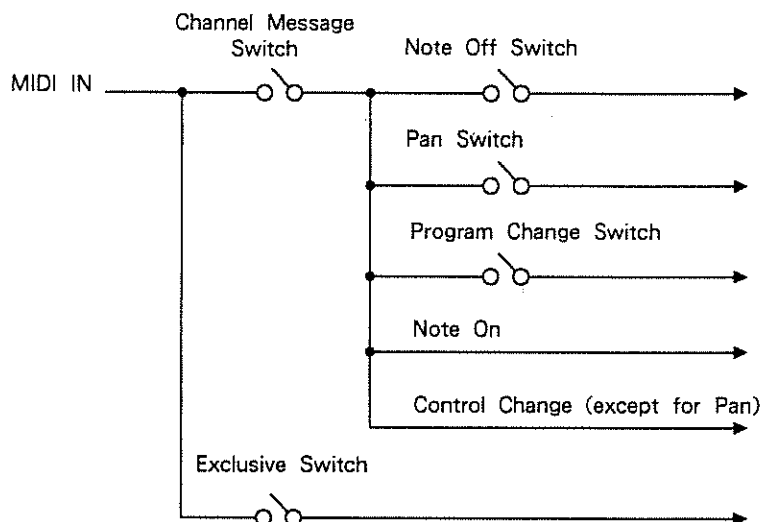 Channel Message
Switch
Note Off Switch
MIDI IN
Pan Switch
Program Change Switch
Note On
Control Change (except for Pan)
Exclusive Switch